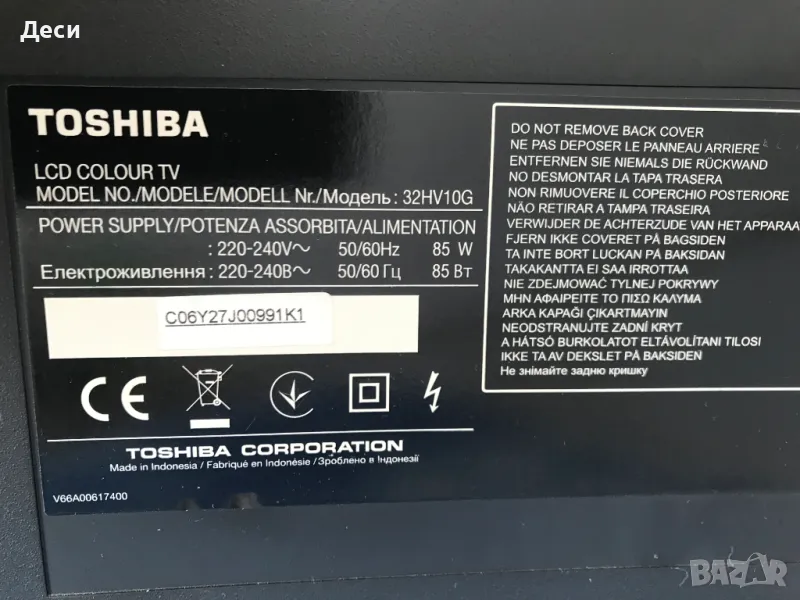 Деси
TOSHIBA
LCD COLOUR TV
MODEL NO./MODELE/MODELL Nr./Модель: 32HV10G
POWER SUPPLY/POTENZA ASSORBITA/ALIMENTATION
: 220-240V~ 50/60Hz 85 W
Електроживлення : 220-240В~ 50/60 Гц 85 Вт
C06Y27J00991K1
CE
TOSHIBA CORPORATION
Made in Indonesia / Fabriqué en Indonésie / Зроблено в Індонезії
V66A00617400
DO NOT REMOVE BACK COVER
NE PAS DEPOSER LE PANNEAU ARRIERE
ENTFERNEN SIE NIEMALS DIE RÜCKWAND
NO DESMONTAR LA TAPA TRASERA
NON RIMUOVERE IL COPERCHIO POSTERIORE
NÃO RETIRAR A TAMPA TRASEIRA
VERWIJDER DE ACHTERZUDE VAN HET APPARAA
FJERN IKKE COVERET PÅ BAGSIDEN
TA INTE BORT LUCKAN PÅ BAKSIDAN
TAKAKANTTA EI SAA IRROTTAA
NIE ZDEJMOWAĆ TYLNEJ POKRYWY
ΜΗΝ ΑΦΑΙΡΕΙΤΕ ΤΟ ΠΙΣΩ ΚΑΛΥΜΑ
ARKA KAPAĞI ÇIKARTMAYIN
NEODSTRANUJTE ZADNÍ KRYT
A HÁTSÓ BURKOLATOT ELTÁVOLÍTANI TILOSI
IKKE TA AV DEKSLET PÅ BAKSIDEN
Не знімайте задню кришку
BAZAR